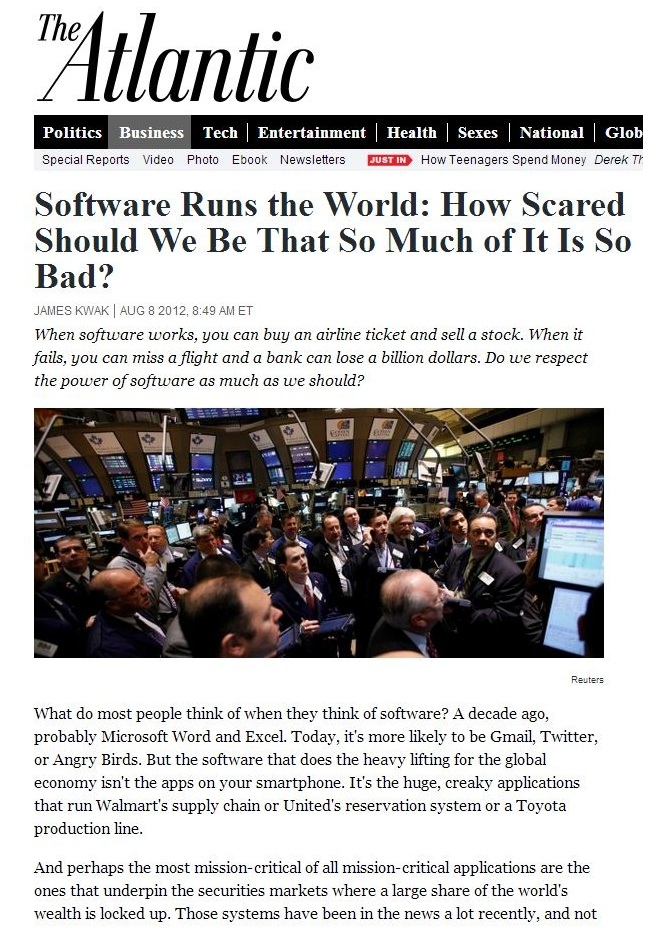 The Atlantic
Politics Business Tech Entertainment Health Sexes National Glob
Special Reports Video Photo Ebook Newsletters JUST IN How Teenagers Spend Money Derek Th
Software Runs the World: How Scared
Should We Be That So Much of It Is So
Bad?
JAMES KWAK | AUG 8 2012, 8:49 AM ET
When software works, you can buy an airline ticket and sell a stock. When it
fails, you can miss a flight and a bank can lose a billion dollars. Do we respect
the power of software as much as we should?
Reuters
What do most people think of when they think of software? A decade ago,
probably Microsoft Word and Excel. Today, it's more likely to be Gmail, Twitter,
or Angry Birds. But the software that does the heavy lifting for the global
economy isn't the apps on your smartphone. It's the huge, creaky applications
that run Walmart's supply chain or United's reservation system or a Toyota
production line.
And perhaps the most mission-critical of all mission-critical applications are the
ones that underpin the securities markets where a large share of the world's
wealth is locked up. Those systems have been in the news a lot recently, and not